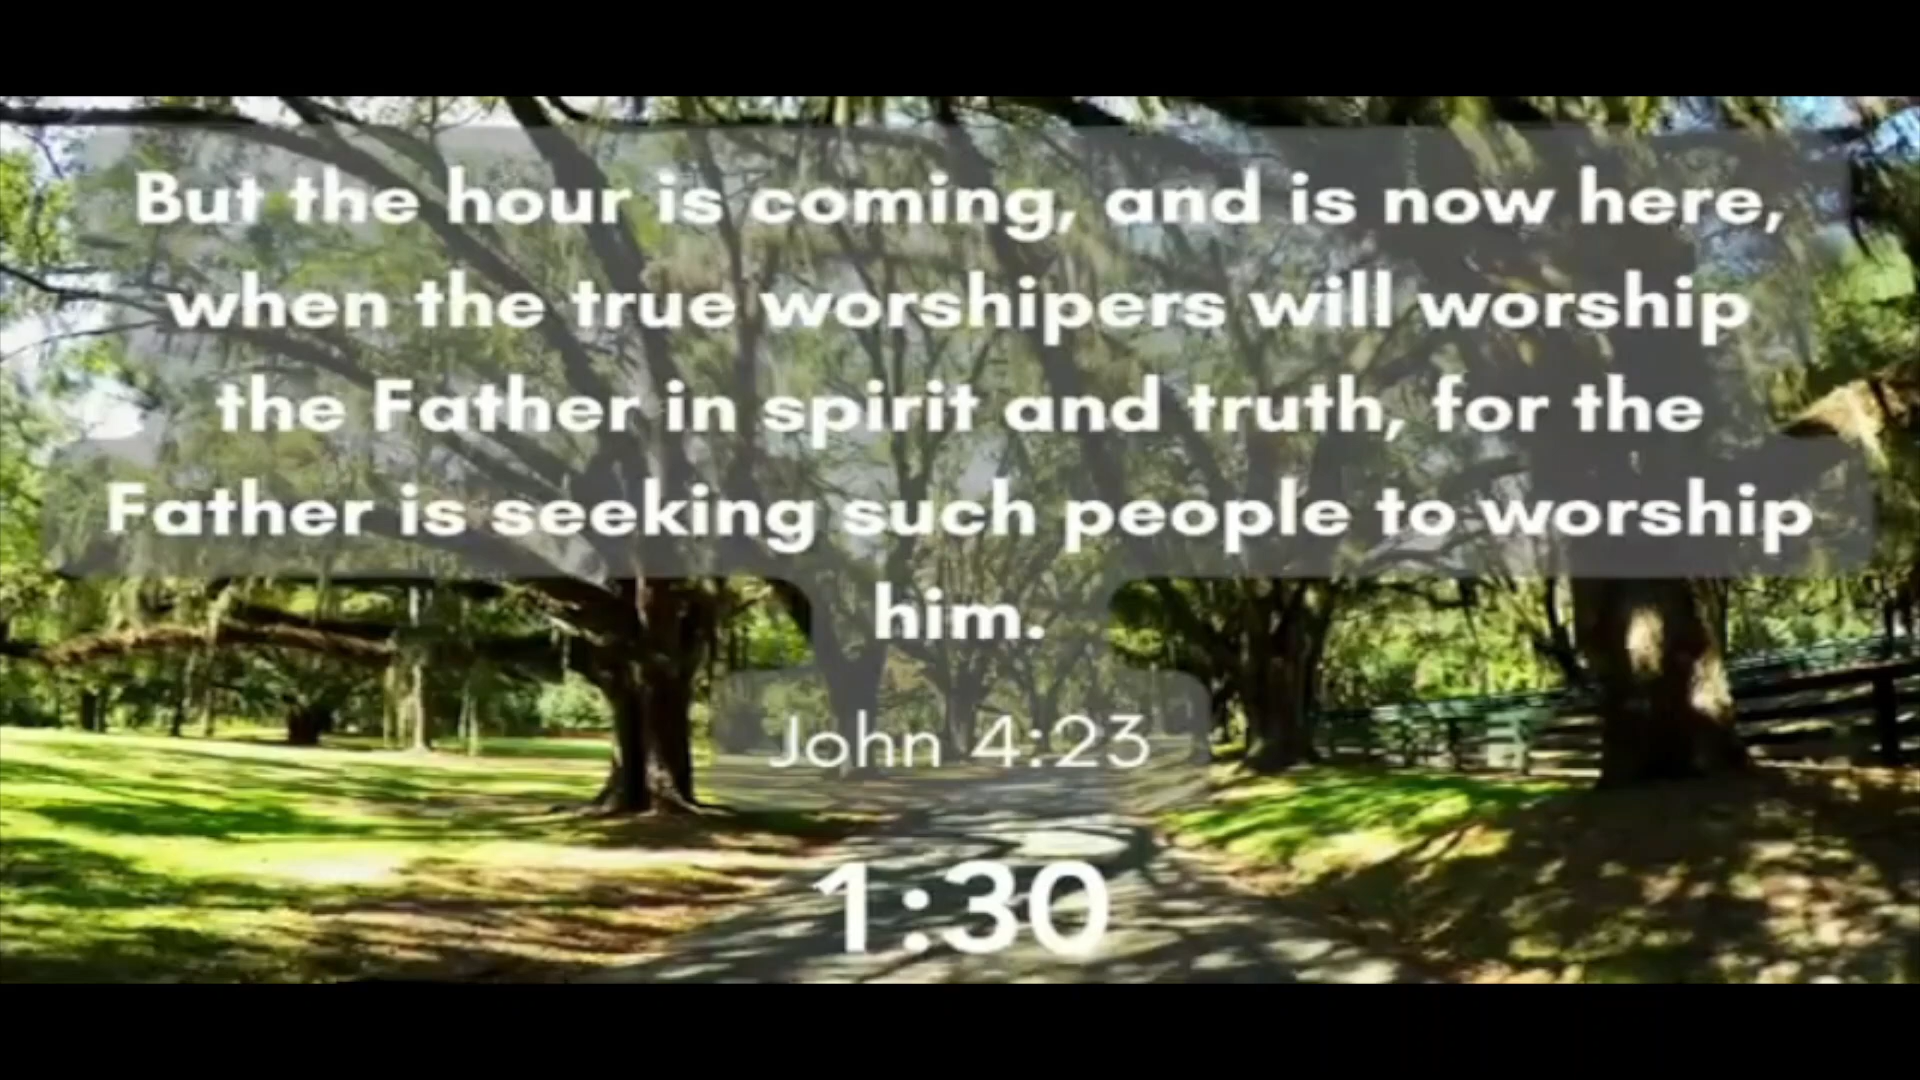 But the hour is coming, and is now here,
when the true worshipers will worship
the Father in spirit and truth, for the
Father is seeking such people to worship
him.
John 4:23
1:30